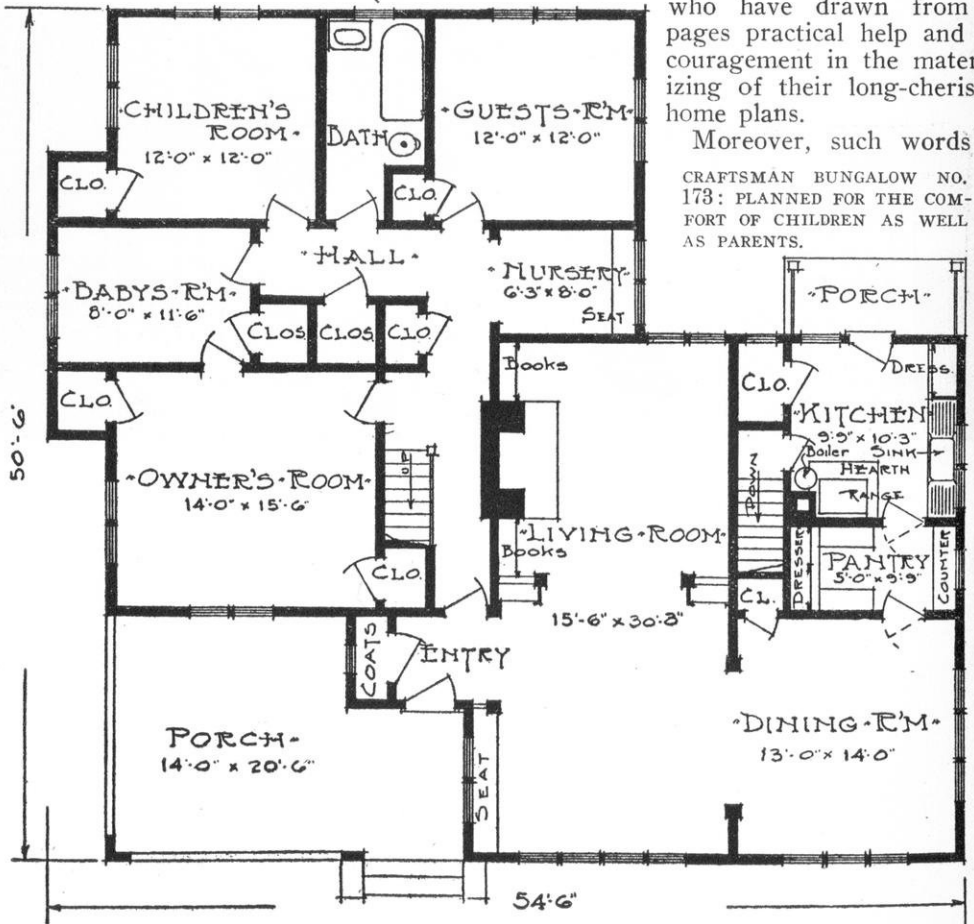 who have drawn from
pages practical help and
couragement in the mater
izing of their long-cheris
home plans.
Moreover, such words
CRAFTSMAN BUNGALOW NO.
173: PLANNED FOR THE COM-
FORT OF CHILDREN AS WELL
AS PARENTS.
CHILDREN'S
ROOM
12'-0" x 12'-0"
BATH
GUESTS R'M
12'-0" x 12'-0"
CLO.
CLO.
HALL
NURSERY
6'-3" x 8'-0"
SEAT
BABYS R'M
8'-0" x 11'-6"
CLOS
CLOS
CLO
PORCH
CLO.
Books
CLO.
DRESS.
KITCHEN
9'-9" x 10'-3"
Boiler SINK
HEARTH
RANGE
OWNER'S ROOM
14'-0" x 15'-6"
UP
CLO.
LIVING ROOM
Books
15'-6" x 30'-3"
DRESSER
PANTRY
5'-0" x 9'-9"
COUNTER
CL.
COATS
ENTRY
PORCH
14'-0" x 20'-6"
SEAT
DINING R'M
13'-0" x 14'-0"
50'-6"
54'-6"